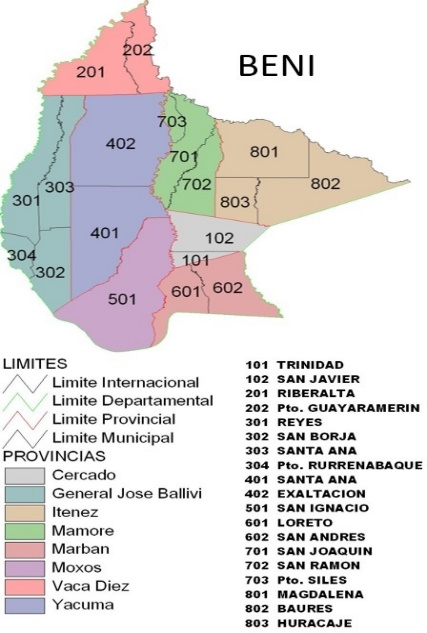 BENI
202
201
703
402
801
701
303
702
802
301
803
401
102
304
101
302
601
602
501
LIMITES
Limite Internacional
Limite Departamental
Limite Provincial
Limite Municipal
PROVINCIAS
Cercado
General Jose Ballivi
Itenez
Mamore
Marban
Moxos
Vaca Diez
Yacuma
101 TRINIDAD
102 SAN JAVIER
201 RIBERALTA
202 Pto. GUAYARAMERIN
301 REYES
302 SAN BORJA
303 SANTA ANA
304 Pto. RURRENABAQUE
401 SANTA ANA
402 EXALTACION
501 SAN IGNACIO
601 LORETO
602 SAN ANDRES
701 SAN JOAQUIN
702 SAN RAMON
703 Pto. SILES
801 MAGDALENA
802 BAURES
803 HURACAJE